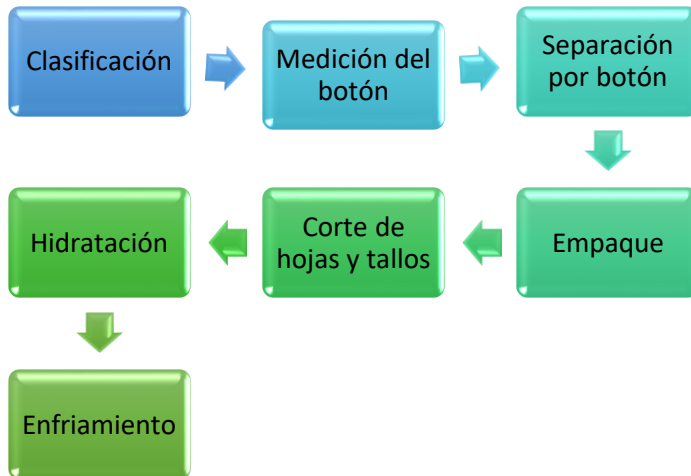 Clasificación
Medición del
botón
Separación
por botón
Empaque
Corte de
hojas y tallos
Hidratación
Enfriamiento